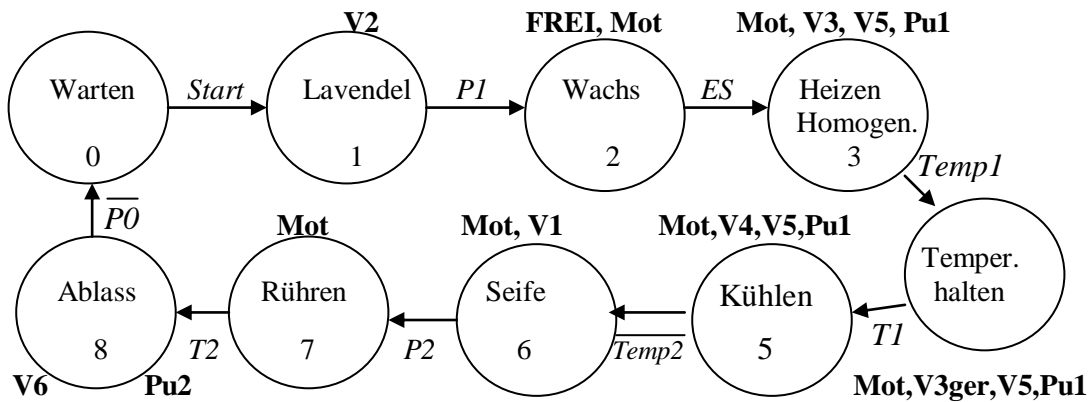 V2
FREI, Mot
Mot, V3, V5, Pu1
Warten
0
Start
Lavendel
1
P1
Wachs
2
ES
Heizen
Homogen.
3
Temp1
Temper.
halten
Mot,V3ger,V5,Pu1
T1
Mot,V4,V5,Pu1
Kühlen
5
Temp2
Mot, V1
Seife
6
P2
Mot
Rühren
7
T2
Ablass
8
V6
Pu2
P0